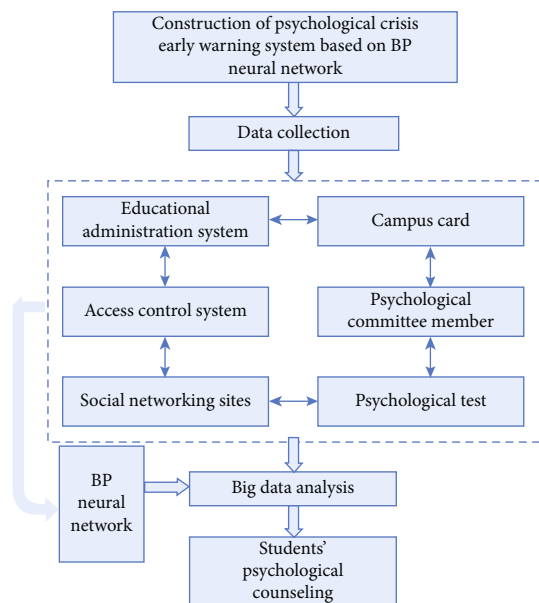 Construction of psychological crisis
early warning system based on BP
neural network
Data collection
Educational
administration system
Campus card
Access control system
Psychological
committee member
Social networking sites
Psychological test
BP
neural
network
Big data analysis
Students'
psychological
counseling